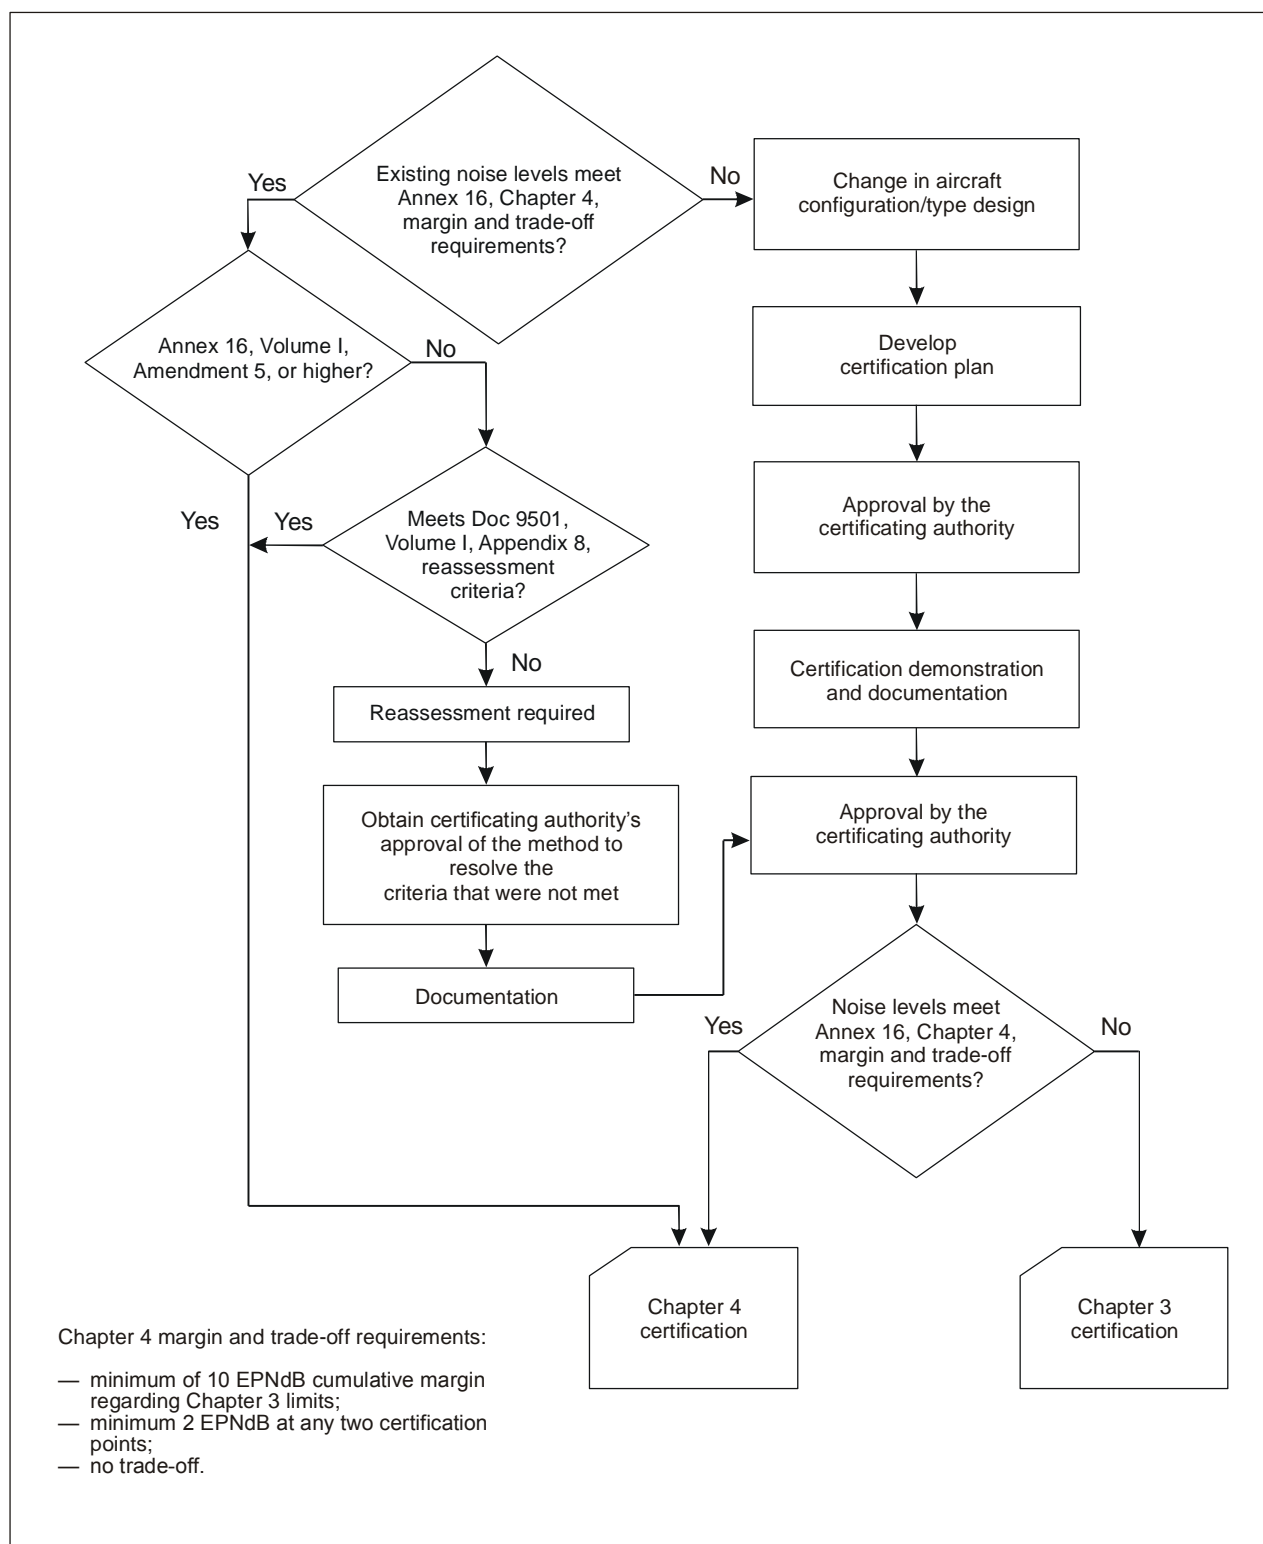 Existing noise levels meet
Annex 16, Chapter 4,
margin and trade-off
requirements?
Yes
No
Change in aircraft
configuration/type design
Annex 16, Volume I,
Amendment 5, or higher?
No
Develop
certification plan
Yes
Yes
Meets Doc 9501,
Volume I, Appendix 8,
reassessment
criteria?
Approval by the
certificating authority
No
Certification demonstration
and documentation
Reassessment required
Obtain certificating authority’s
approval of the method to
resolve the
criteria that were not met
Approval by the
certificating authority
Documentation
Yes
Noise levels meet
Annex 16, Chapter 4,
margin and trade-off
requirements?
No
Chapter 4
certification
Chapter 3
certification
Chapter 4 margin and trade-off requirements:
— minimum of 10 EPNdB cumulative margin
regarding Chapter 3 limits;
— minimum 2 EPNdB at any two certification
points;
— no trade-off.